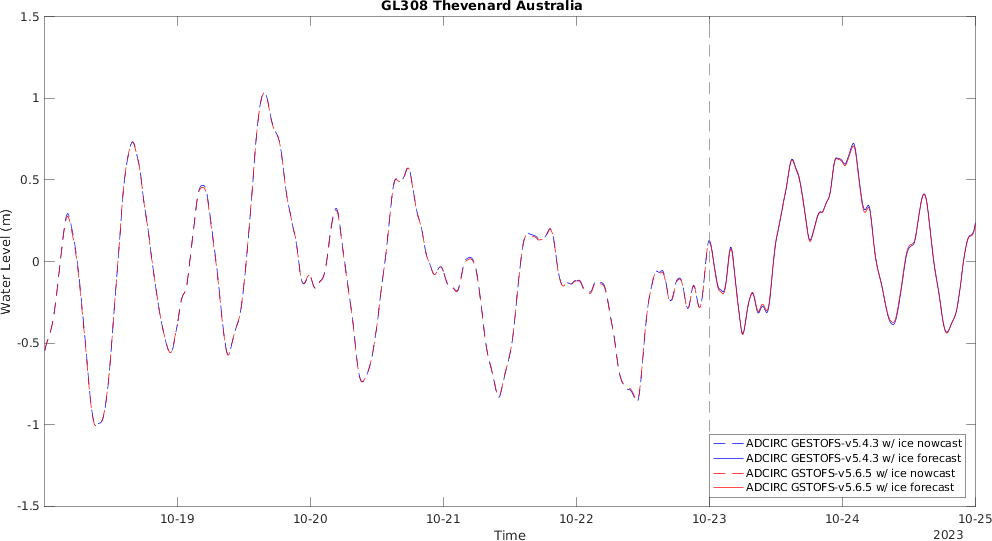 GL308 Thevenard Australia
1.5
1
0.5
0
-0.5
-1
-1.5
Water Level (m)
10-19 10-20 10-21 10-22 10-23 10-24 10-25
Time
2023
ADCIRC GESTOFS-v5.4.3 w/ ice nowcast
ADCIRC GESTOFS-v5.4.3 w/ ice forecast
ADCIRC GSTOFS-v5.6.5 w/ ice nowcast
ADCIRC GSTOFS-v5.6.5 w/ ice forecast